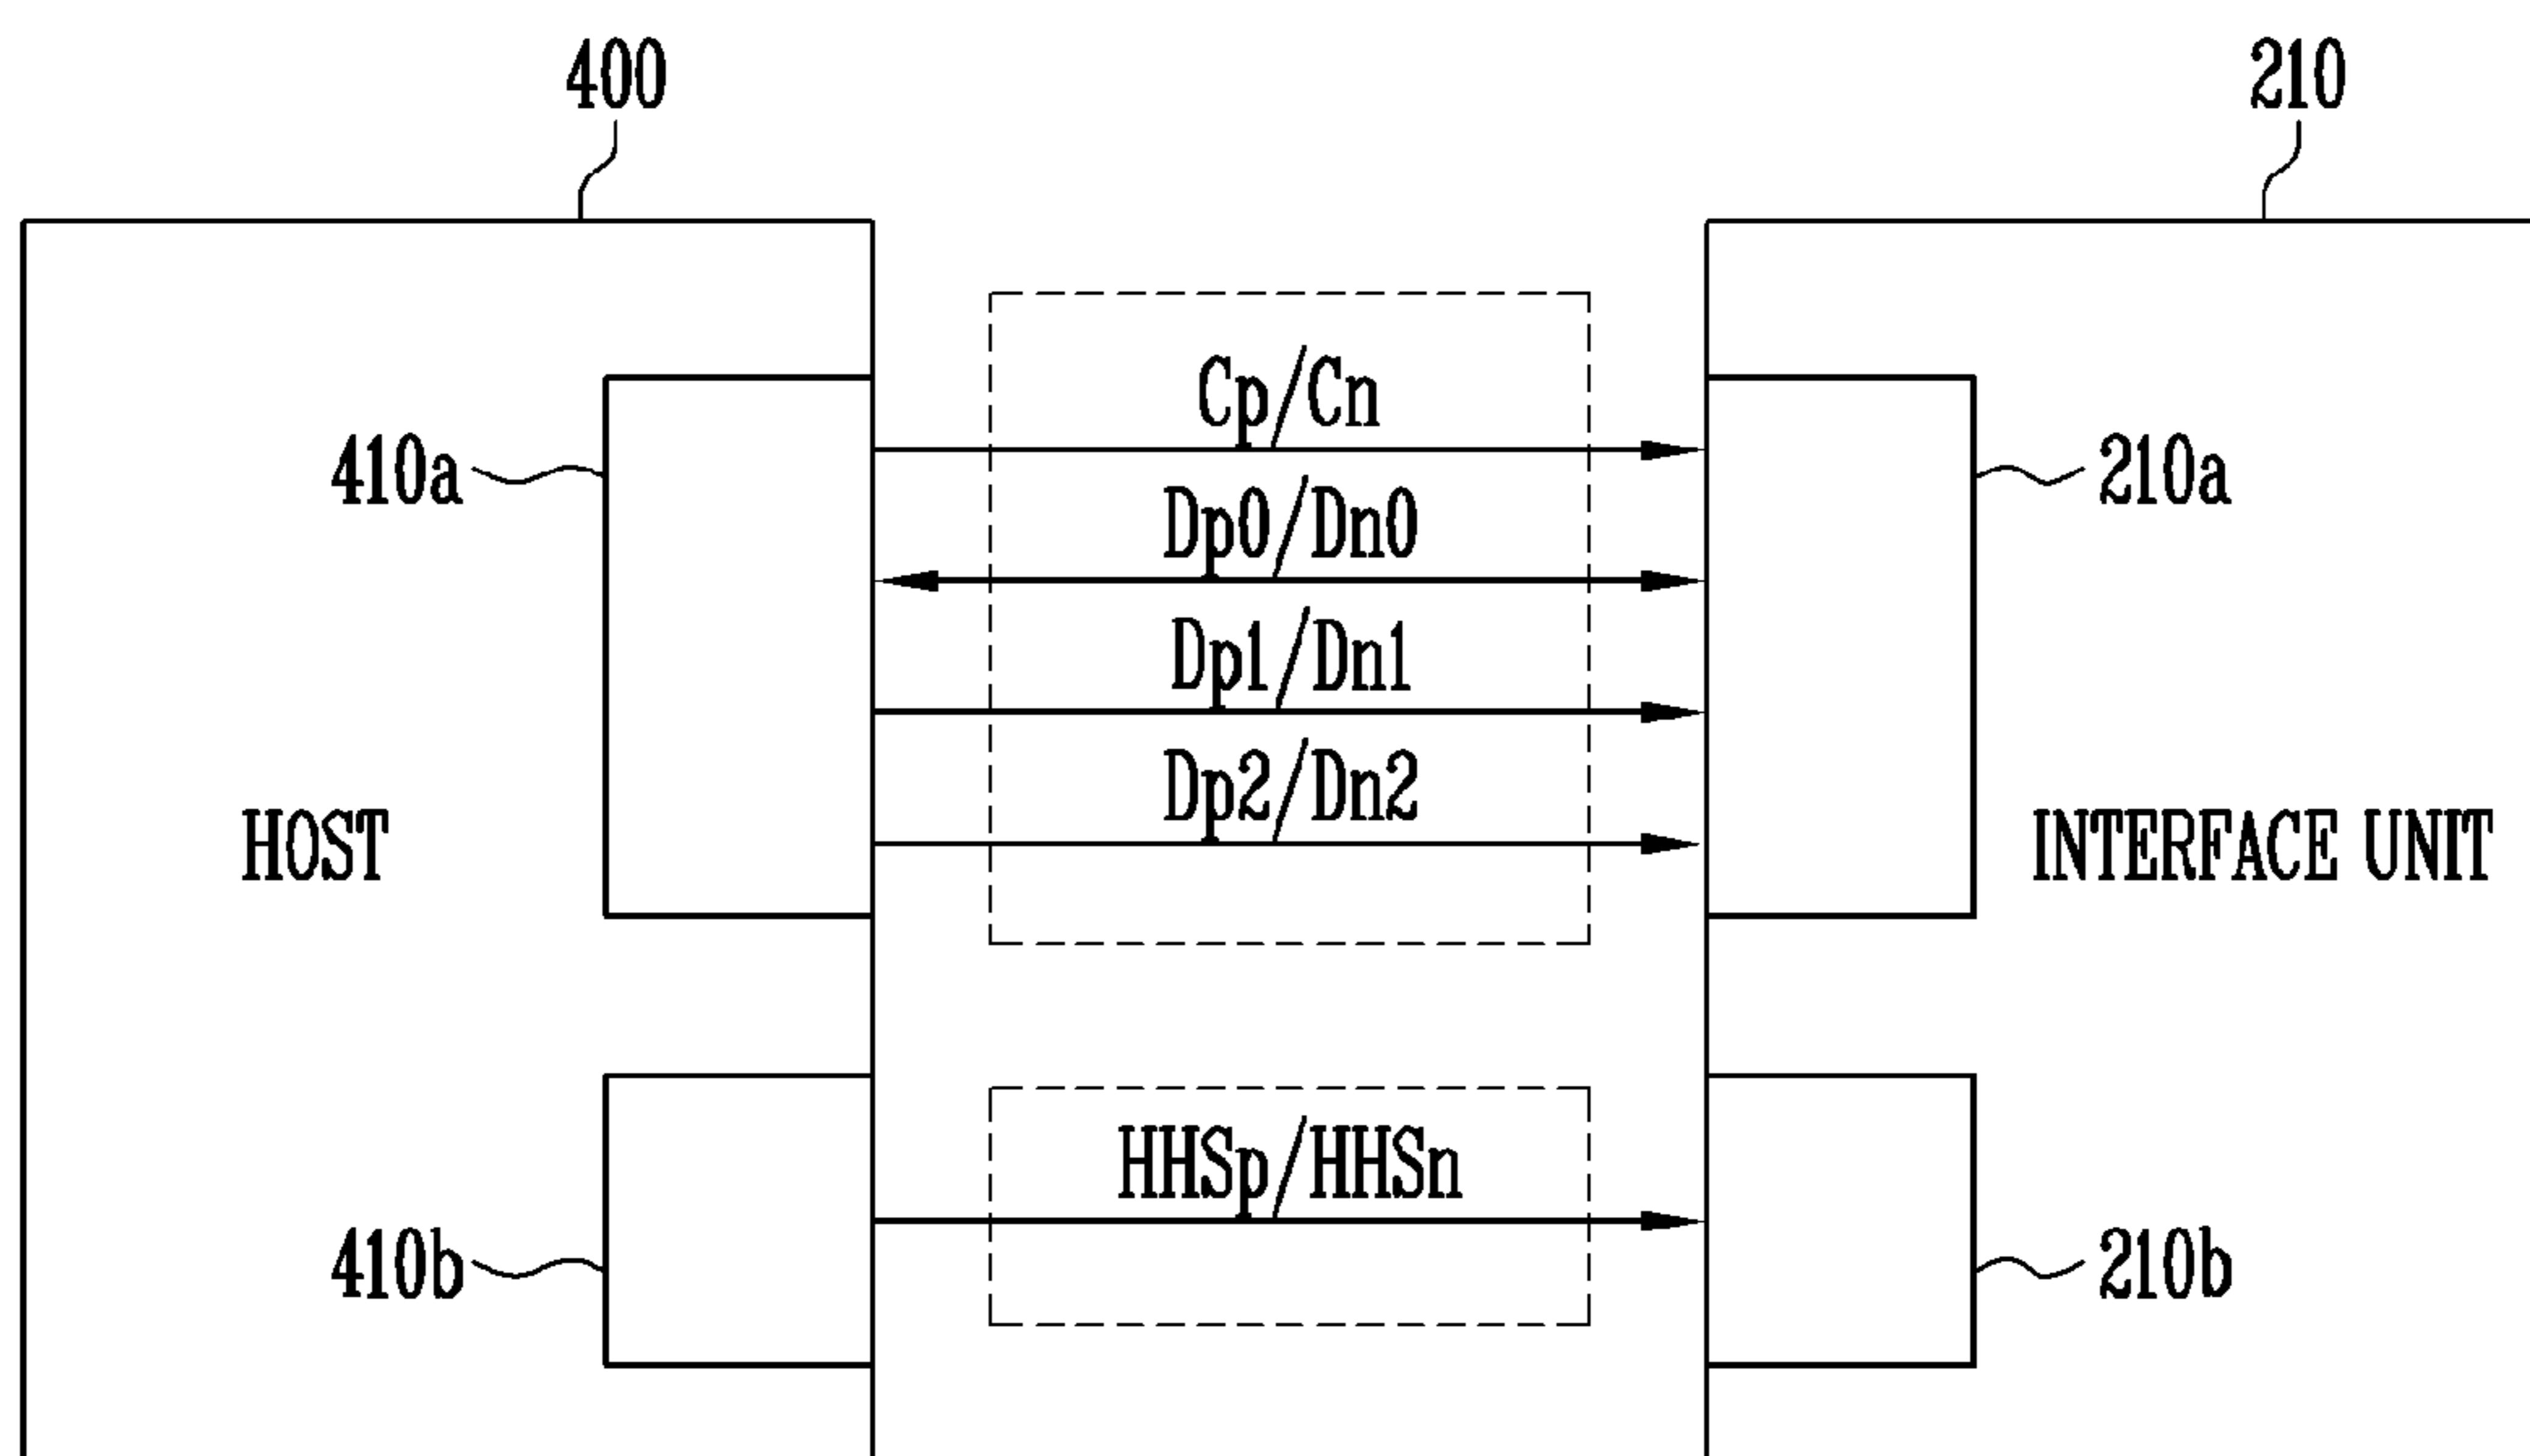 400
210
Cp/Cn
410a
210a
Dp0/Dn0
Dp1/Dn1
Dp2/Dn2
HOST
INTERFACE UNIT
HHSp/HHSn
410b
210b